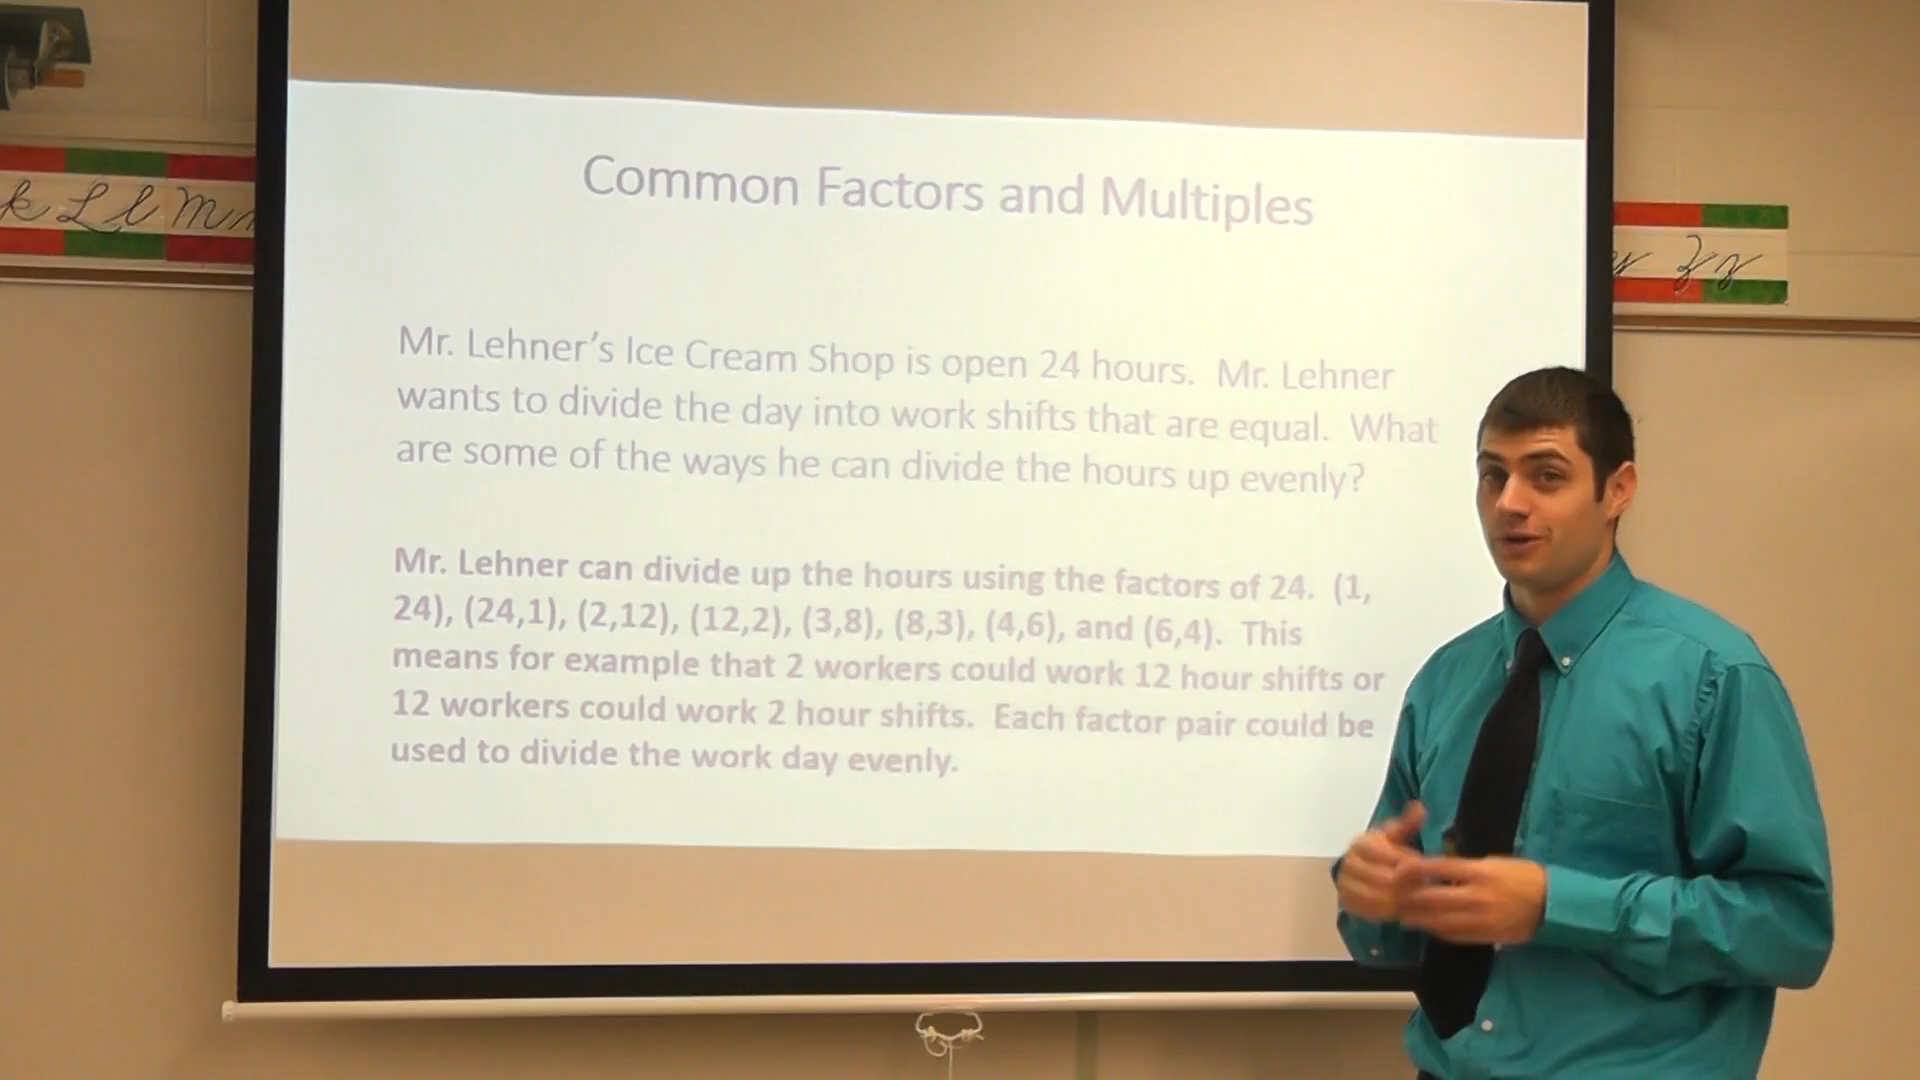 k L l M m
z z
Common Factors and Multiples
Mr. Lehner’s Ice Cream Shop is open 24 hours.  Mr. Lehner
wants to divide the day into work shifts that are equal.  What
are some of the ways he can divide the hours up evenly?
Mr. Lehner can divide up the hours using the factors of 24.  (1,
24), (24,1), (2,12), (12,2), (3,8), (8,3), (4,6), and (6,4).  This
means for example that 2 workers could work 12 hour shifts or
12 workers could work 2 hour shifts.  Each factor pair could be
used to divide the work day evenly.